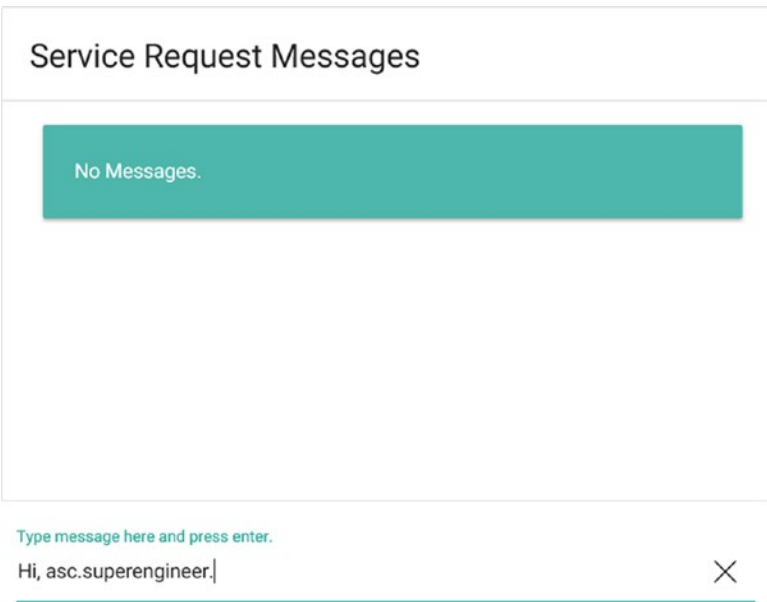 Service Request Messages
No Messages.
Type message here and press enter.
Hi, asc.superengineer.